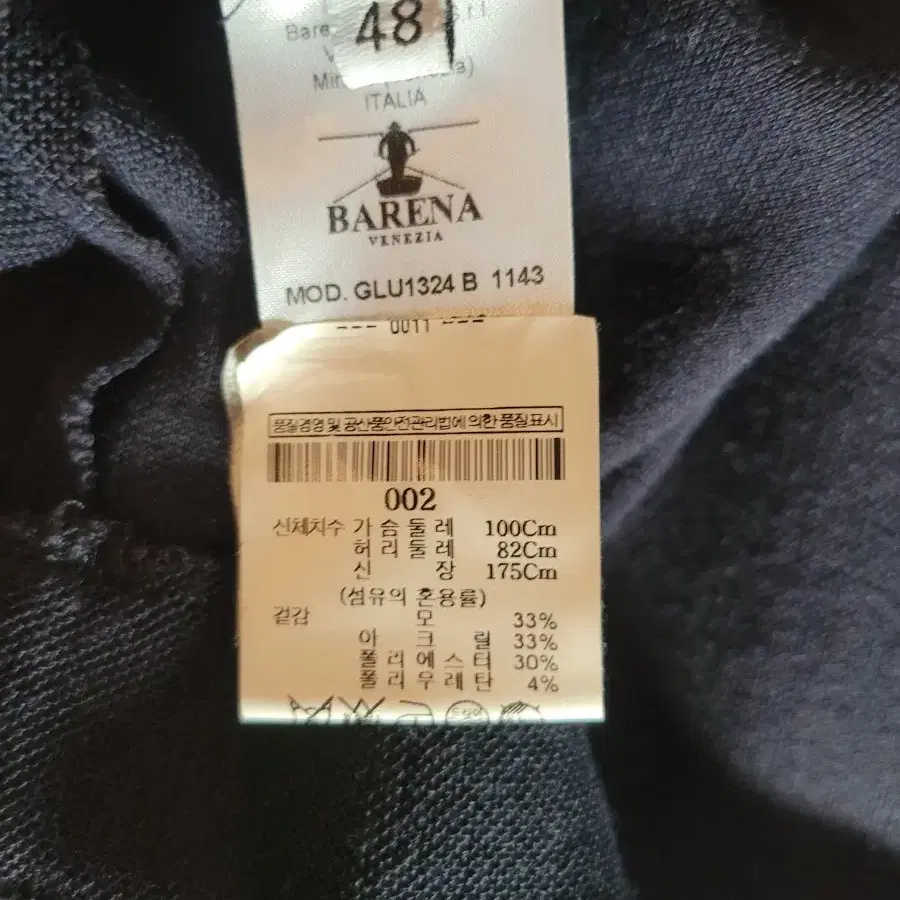 48
Bare
ITALIA
BARENA
VENEZIA
MOD. GLU1324 B 1143
--- 0011 ---
품질경영 및 공산품안전관리법에 의한 품질표시
002
신체치수 가슴둘레 100Cm
허리둘레 82Cm
신 장 175Cm
(섬유의 혼용률)
겉감 모 33%
아 크 릴 33%
폴리에스터 30%
폴리우레탄 4%